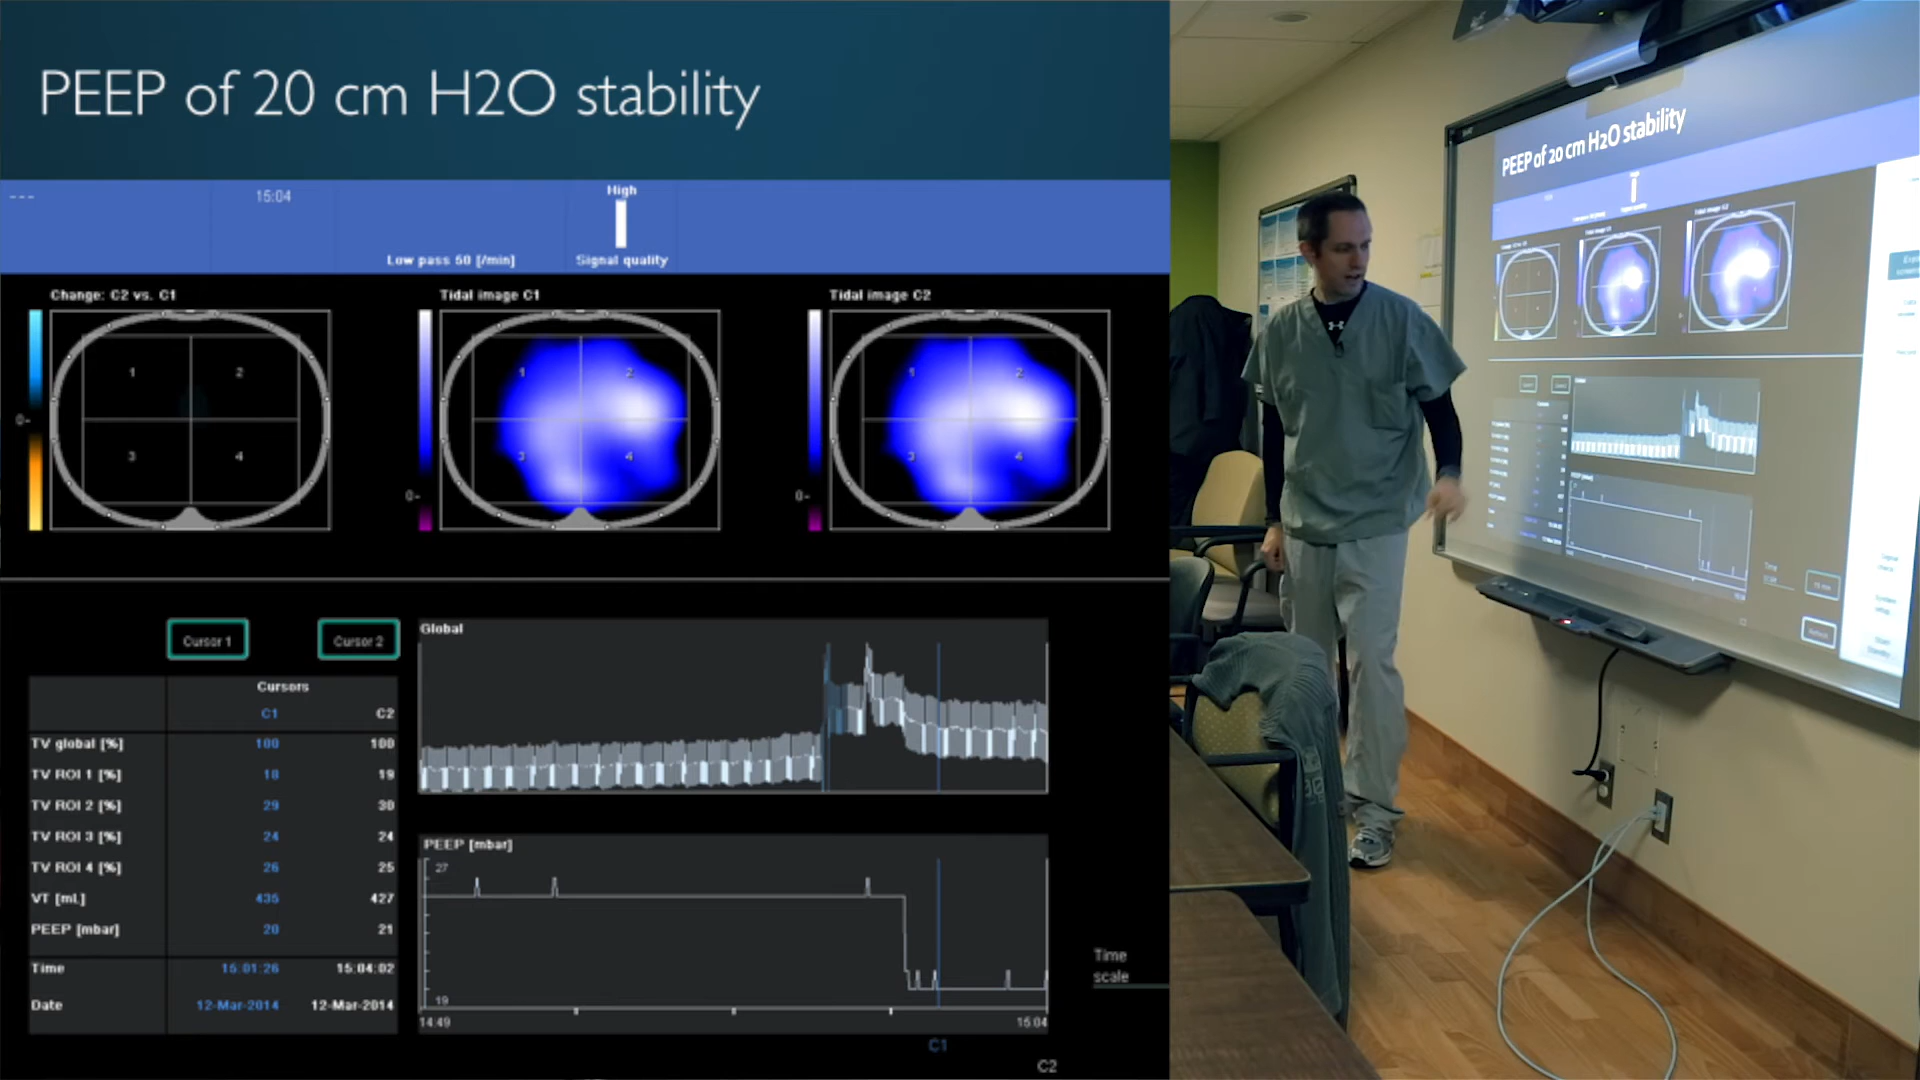 PEEP of 20 cm H2O stability
---
15:04
High
Low pass 50 [/min]
Signal quality
Change: C2 vs. C1
Tidal image C1
Tidal image C2
1 2
3 4
0-
1 2
3 4
0-
1 2
3 4
0-
Cursor 1
Cursor 2
Cursors
C1 C2
TV global [%] 100 100
TV ROI 1 [%] 18 19
TV ROI 2 [%] 29 30
TV ROI 3 [%] 24 24
TV ROI 4 [%] 26 25
VT [mL] 435 427
PEEP [mbar] 20 21
Time 15:01:26 15:04:02
Date 12-Mar-2014 12-Mar-2014
Global
PEEP [mbar]
27
19
14:49
15:04
C1
C2
Time
scale
PEEP of 20 cm H2O stability